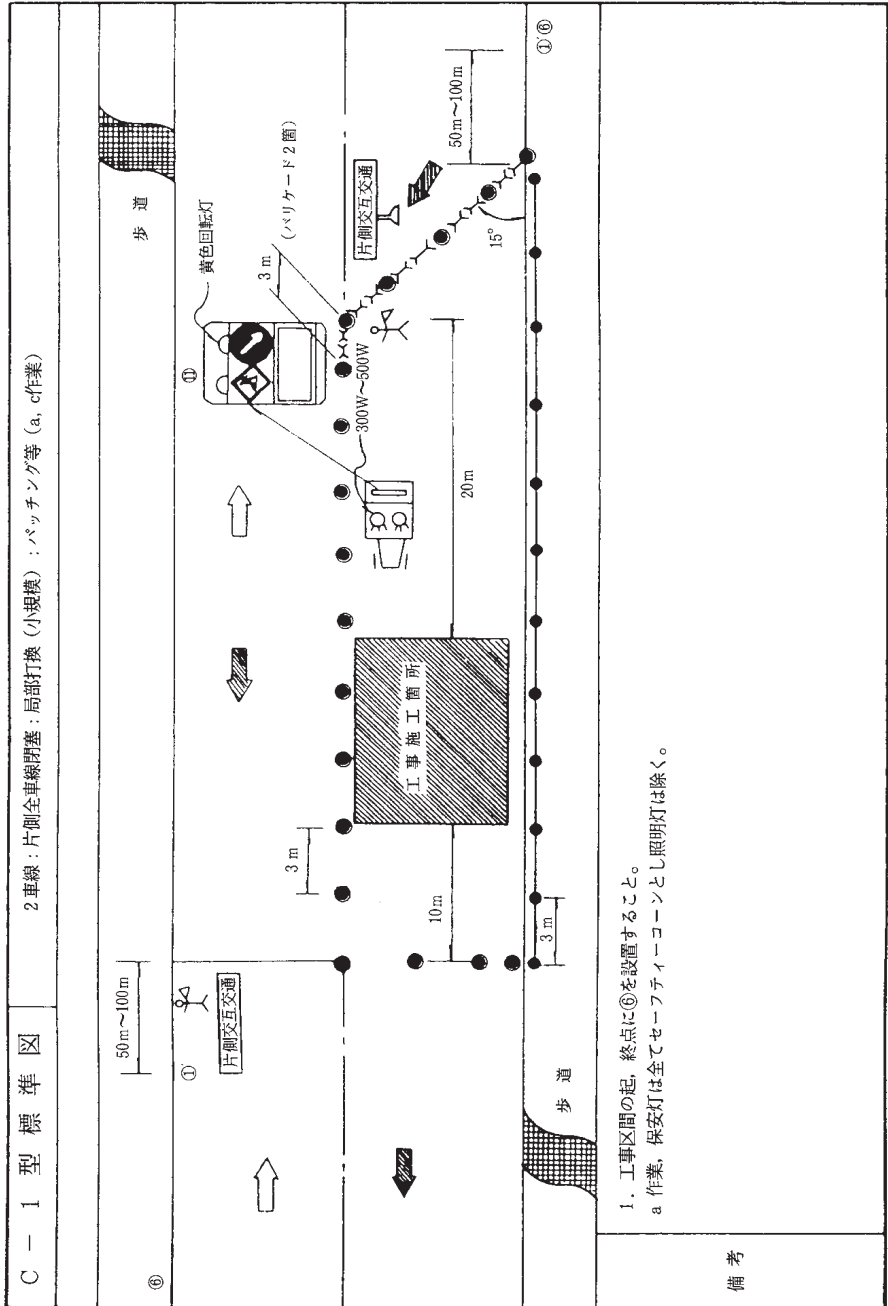 C－1型標準図
2車線：片側全車線閉塞：局部打換（小規模）：パッチング等（a, c作業）
歩道
黄色回転灯
⑪
3m
（バリケード2箇）
片側交互交通
50m～100m
①′⑥
15°
300W～500W
20m
工事施工箇所
3m
10m
3m
50m～100m
①′
片側交互交通
⑥
歩道
備考
1．工事区間の起，終点に⑥を設置すること。
a作業，保安灯は全てセーフティーコーンとし照明灯は除く。